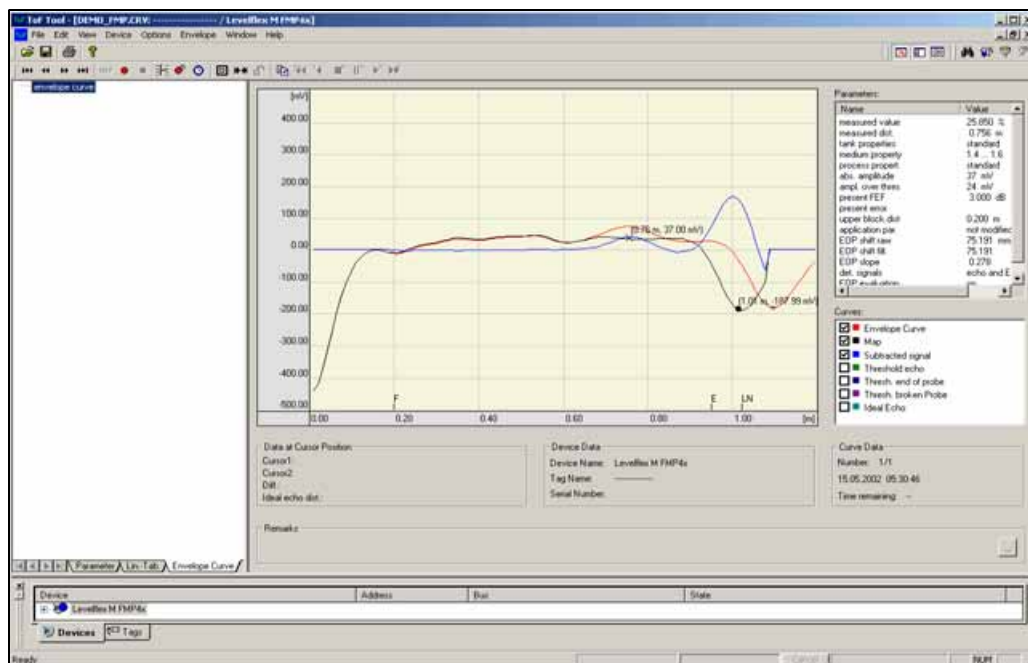 ToF Tool - [DEMO_FMP.CRV: ---------------- / Levelflex M FMP4x]
File Edit View Device Options Envelope Window Help
envelope curve
[mV]
400.00
300.00
200.00
100.00
0.00
-100.00
-200.00
-300.00
-400.00
-500.00
(0.76 m, 37.00 mV)
(1.01 m, -187.99 mV)
F E LN
0.00 0.20 0.40 0.60 0.80 1.00 [m]
Parameters:
Name Value
measured value 25.850 %
measured dist. 0.756 m
tank properties standard
medium property 1.4 ... 1.6
process propert. standard
abs. amplitude 37 mV
ampl. over thres 24 mV
present FEF 3.000 dB
present error
upper block.dist 0.200 m
application par. not modified
EOP shift raw 75.191 mm
EOP shift filt. 75.191
EOP slope 0.278
det. signals echo and E
EOP evaluation
Curves:
Envelope Curve
Map
Subtracted signal
Threshold echo
Thresh. end of probe
Thresh. broken Probe
Ideal Echo
Data at Cursor Position
Cursor1:
Cursor2:
Diff.:
Ideal echo dist.:
Device Data
Device Name: Levelflex M FMP4x
Tag Name: ----------
Serial Number:
Curve Data
Number: 1/1
15.05.2002 05:30:46
Time remaining: --
Remarks
Parameter Lin.-Tab. Envelope Curve
Device Address Bus State
Levelflex M FMP4x
Devices Tags
Ready Cancel NUM